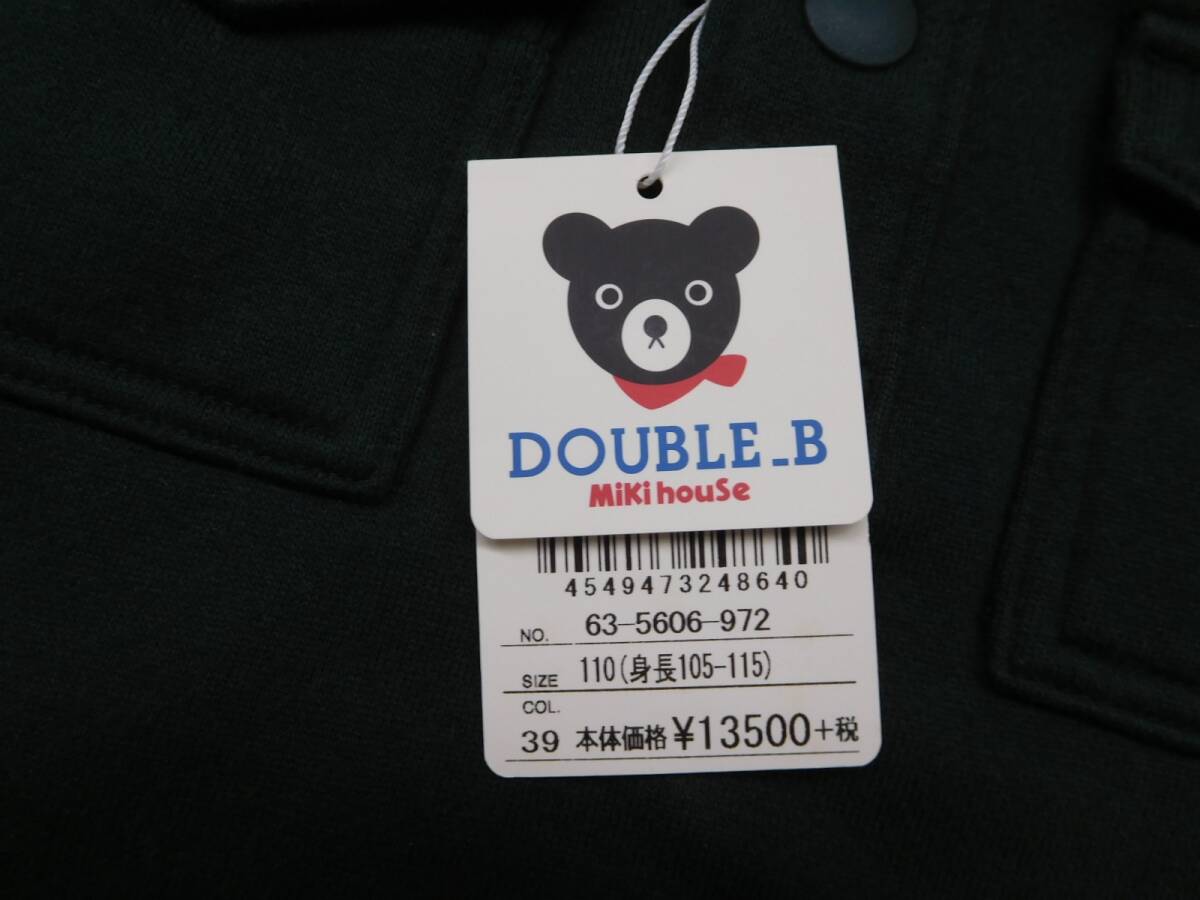 DOUBLE_B
MiKi houSe
4549473248640
NO. 63-5606-972
SIZE 110(身長105-115)
COL.
39 本体価格 ¥13500+税